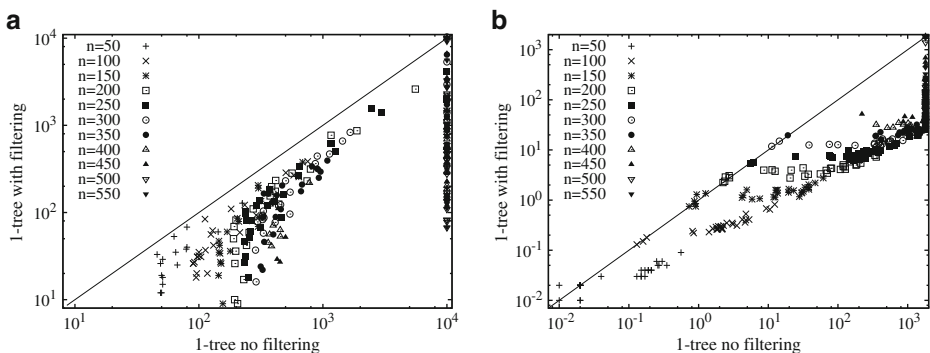 a
10^4
10^3
10^2
10^1
1-tree with filtering
n=50
n=100
n=150
n=200
n=250
n=300
n=350
n=400
n=450
n=500
n=550
10^1 10^2 10^3 10^4
1-tree no filtering
b
10^3
10^2
10^1
10^0
10^-1
10^-2
1-tree with filtering
n=50
n=100
n=150
n=200
n=250
n=300
n=350
n=400
n=450
n=500
n=550
10^-2 10^-1 10^0 10^1 10^2 10^3
1-tree no filtering